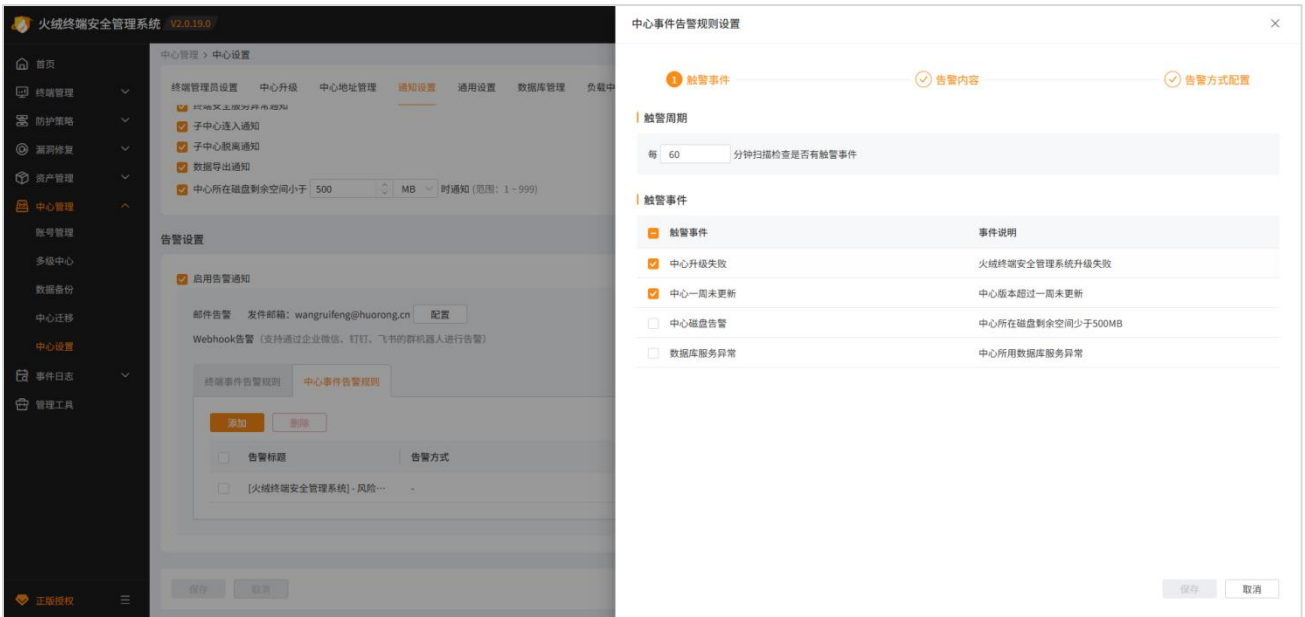 火绒终端安全管理系统 V2.0.19.0
首页
终端管理
防护策略
漏洞修复
资产管理
中心管理
账号管理
多级中心
数据备份
中心迁移
中心设置
事件日志
管理工具
正版授权
中心管理 > 中心设置
终端管理员设置 中心升级 中心地址管理 通知设置 通用设置 数据库管理 负载中
终端安全服务异常通知
子中心连入通知
子中心脱离通知
数据导出通知
中心所在磁盘剩余空间小于 500 MB 时通知 (范围：1 ~ 999)
告警设置
启用告警通知
邮件告警 发件邮箱：wangruifeng@huorong.cn 配置
Webhook告警（支持通过企业微信、钉钉、飞书的群机器人进行告警）
终端事件告警规则 中心事件告警规则
添加 删除
告警标题 告警方式
[火绒终端安全管理系统] - 风险… -
保存 取消
中心事件告警规则设置
1 触警事件 告警内容 告警方式配置
触警周期
每 60 分钟扫描检查是否有触警事件
触警事件
触警事件 事件说明
中心升级失败 火绒终端安全管理系统升级失败
中心一周未更新 中心版本超过一周未更新
中心磁盘告警 中心所在磁盘剩余空间少于500MB
数据库服务异常 中心所用数据库服务异常
保存 取消